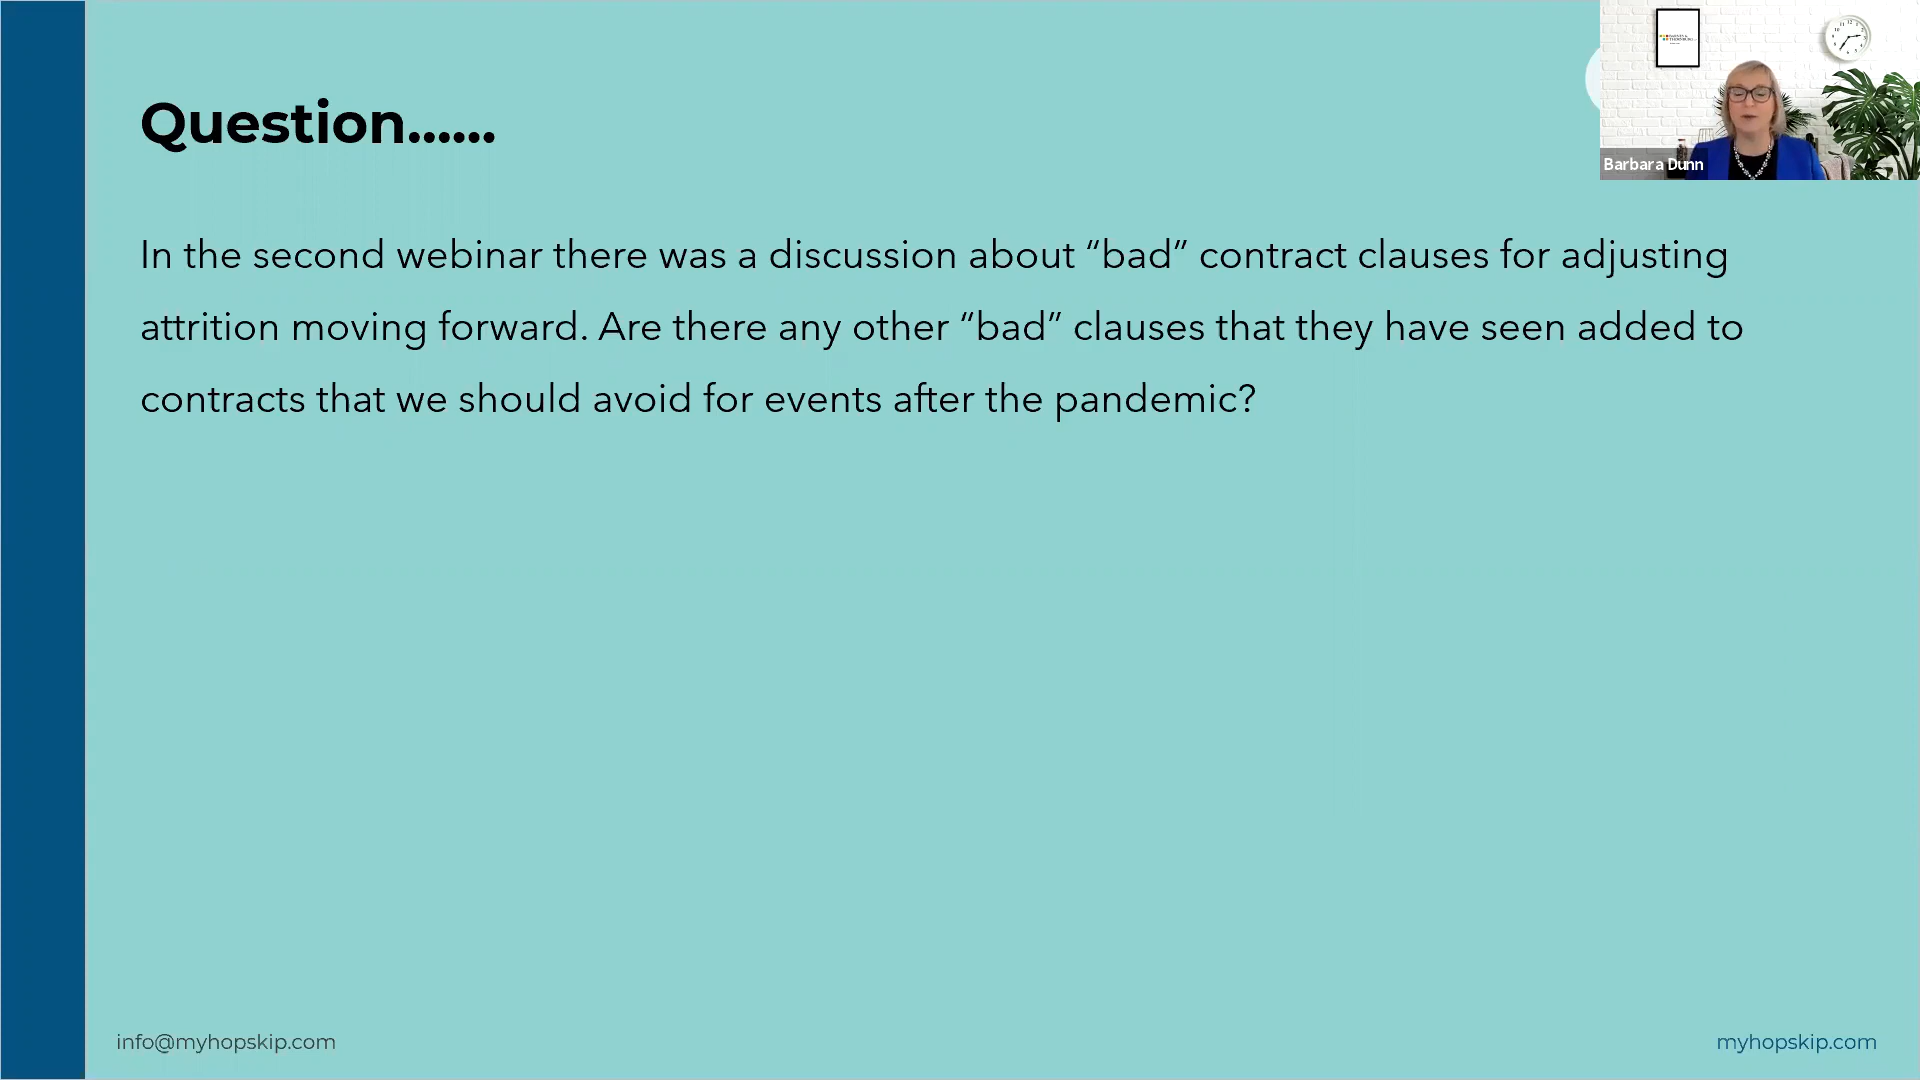 Question......
In the second webinar there was a discussion about “bad” contract clauses for adjusting
attrition moving forward. Are there any other “bad” clauses that they have seen added to
contracts that we should avoid for events after the pandemic?
Barbara Dunn
info@myhopskip.com
myhopskip.com